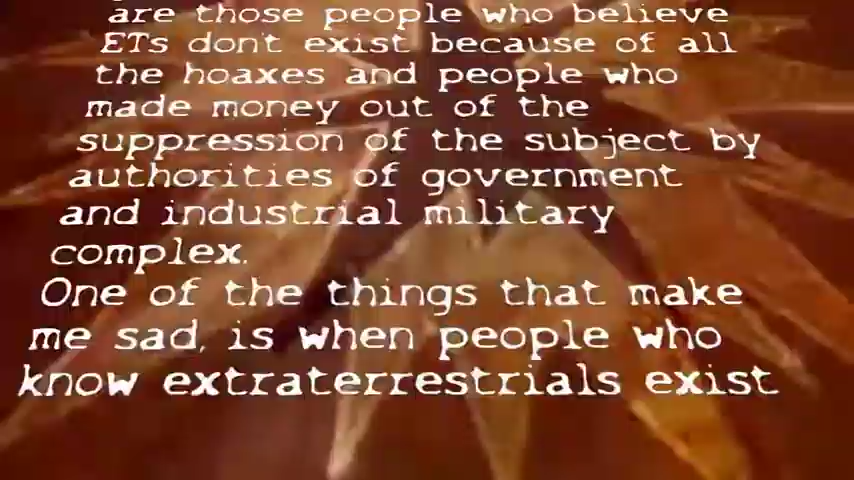 are those people who believe
ETs don't exist because of all
the hoaxes and people who
made money out of the
suppression of the subject by
authorities of government
and industrial military
complex.
One of the things that make
me sad, is when people who
know extraterrestrials exist